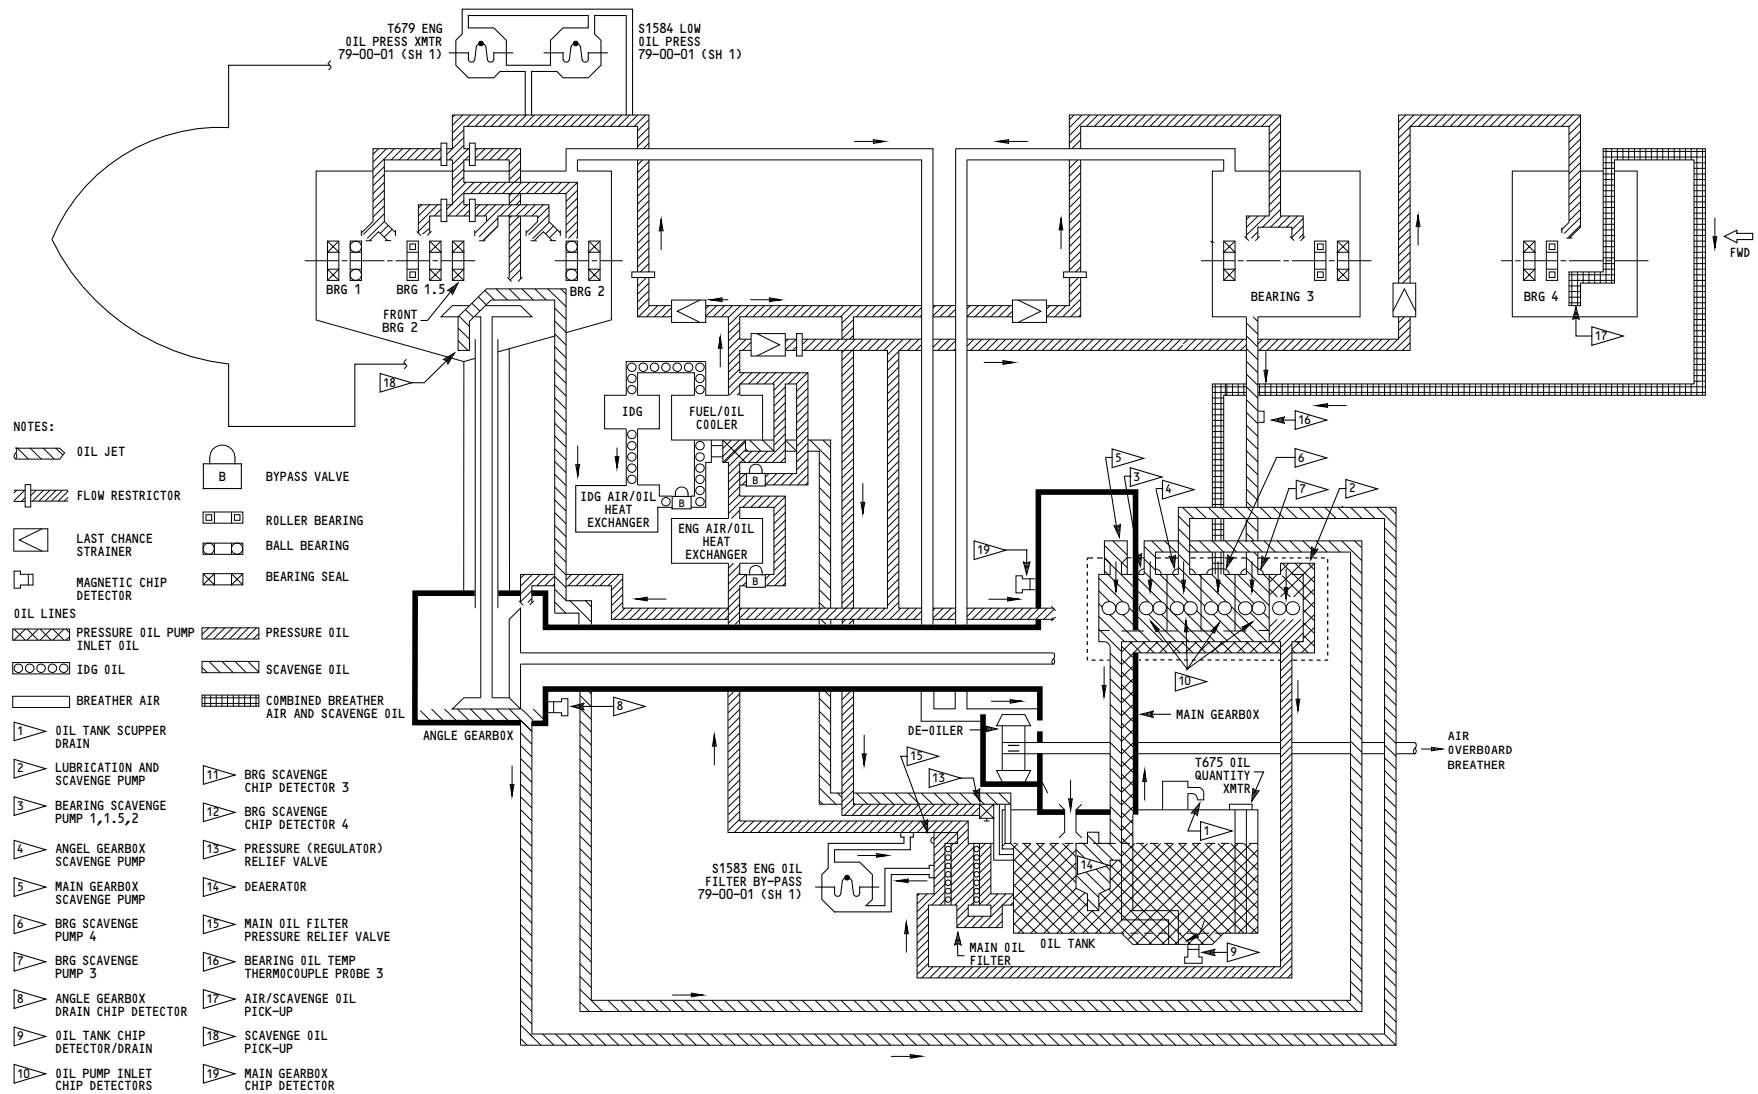 T679 ENG
OIL PRESS XMTR
79-00-01 (SH 1)
S1584 LOW
OIL PRESS
79-00-01 (SH 1)
BRG 1
BRG 1.5
BRG 2
FRONT
BRG 2
BEARING 3
BRG 4
FWD
17
18
16
IDG
FUEL/OIL
COOLER
B
B
IDG AIR/OIL
HEAT
EXCHANGER
ENG AIR/OIL
HEAT
EXCHANGER
B
5
3
4
6
7
2
19
10
8
ANGLE GEARBOX
MAIN GEARBOX
DE-OILER
AIR
OVERBOARD
BREATHER
T675 OIL
QUANTITY
XMTR
15
13
1
14
S1583 ENG OIL
FILTER BY-PASS
79-00-01 (SH 1)
MAIN OIL
FILTER
OIL TANK
9
NOTES:
OIL JET
FLOW RESTRICTOR
LAST CHANCE
STRAINER
MAGNETIC CHIP
DETECTOR
B
BYPASS VALVE
ROLLER BEARING
BALL BEARING
BEARING SEAL
OIL LINES
PRESSURE OIL PUMP
INLET OIL
IDG OIL
BREATHER AIR
PRESSURE OIL
SCAVENGE OIL
COMBINED BREATHER
AIR AND SCAVENGE OIL
1 OIL TANK SCUPPER
DRAIN
2 LUBRICATION AND
SCAVENGE PUMP
3 BEARING SCAVENGE
PUMP 1,1.5,2
4 ANGEL GEARBOX
SCAVENGE PUMP
5 MAIN GEARBOX
SCAVENGE PUMP
6 BRG SCAVENGE
PUMP 4
7 BRG SCAVENGE
PUMP 3
8 ANGLE GEARBOX
DRAIN CHIP DETECTOR
9 OIL TANK CHIP
DETECTOR/DRAIN
10 OIL PUMP INLET
CHIP DETECTORS
11 BRG SCAVENGE
CHIP DETECTOR 3
12 BRG SCAVENGE
CHIP DETECTOR 4
13 PRESSURE (REGULATOR)
RELIEF VALVE
14 DEAERATOR
15 MAIN OIL FILTER
PRESSURE RELIEF VALVE
16 BEARING OIL TEMP
THERMOCOUPLE PROBE 3
17 AIR/SCAVENGE OIL
PICK-UP
18 SCAVENGE OIL
PICK-UP
19 MAIN GEARBOX
CHIP DETECTOR